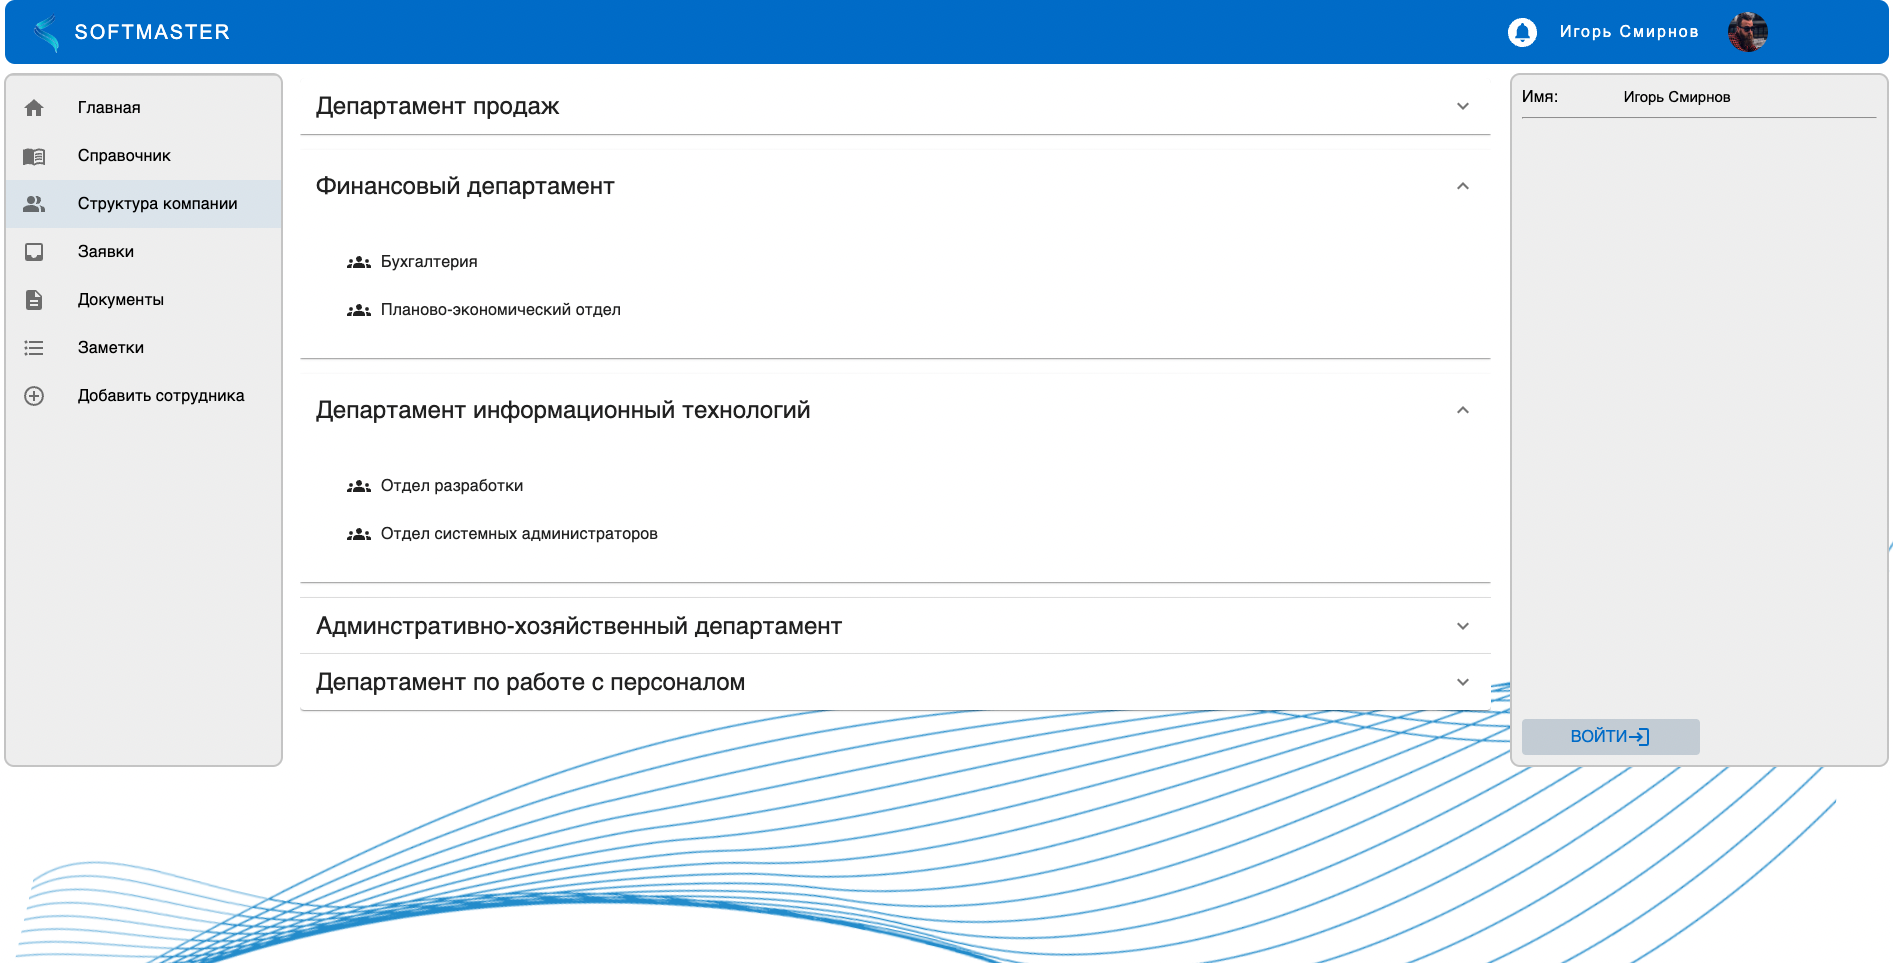 SOFTMASTER
Игорь Смирнов
Главная
Справочник
Структура компании
Заявки
Документы
Заметки
Добавить сотрудника
Департамент продаж
Финансовый департамент
Бухгалтерия
Планово-экономический отдел
Департамент информационный технологий
Отдел разработки
Отдел системных администраторов
Админстративно-хозяйственный департамент
Департамент по работе с персоналом
Имя: Игорь Смирнов
ВОЙТИ